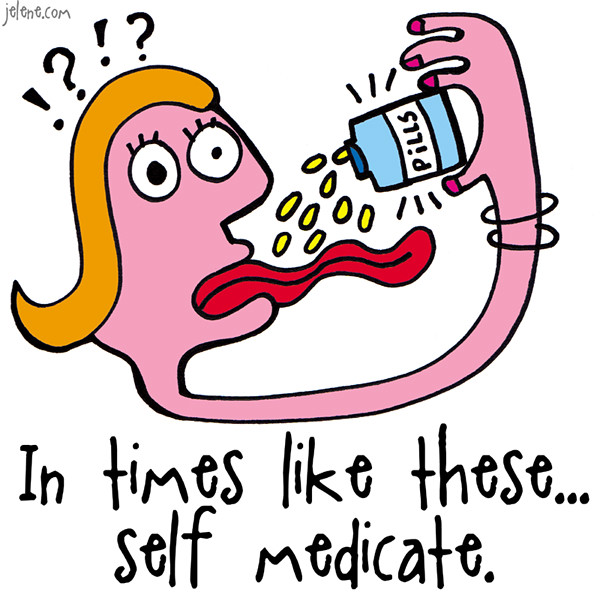 jelene.com
!?!?
PillS
In times like these...
self medicate.